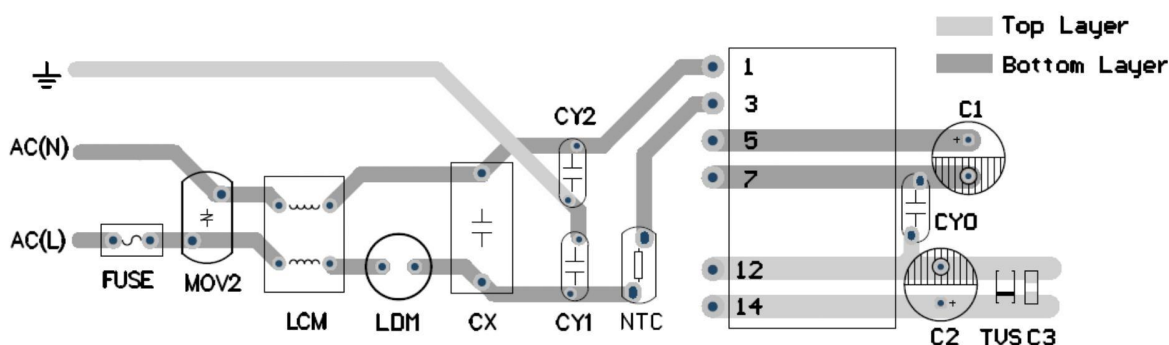 Top Layer
Bottom Layer
1
3
5
7
12
14
C1
CY2
AC(N)
AC(L)
CY0
FUSE
MOV2
LCM
LDM
CX
CY1
NTC
C2
TVS C3
+
+